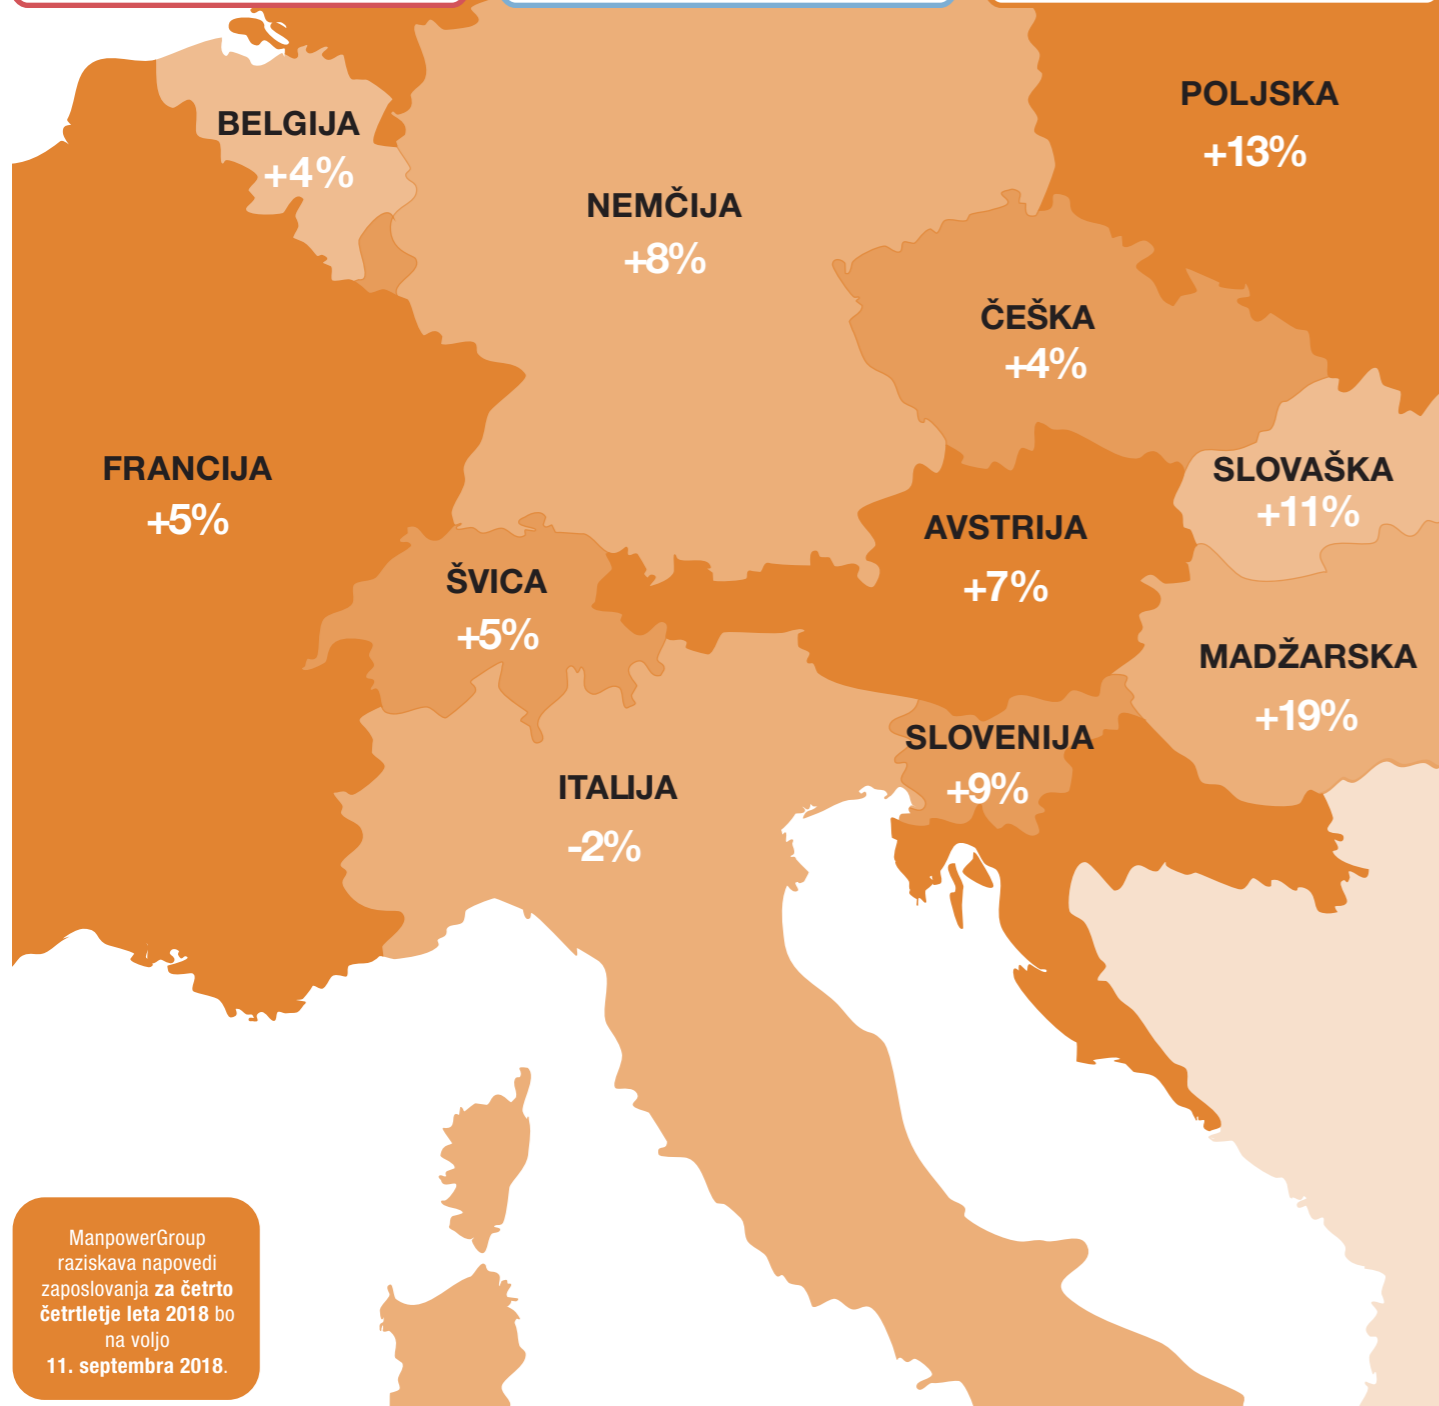 POLJSKA
+13%
BELGIJA
+4%
NEMČIJA
+8%
ČEŠKA
+4%
FRANCIJA
+5%
SLOVAŠKA
+11%
AVSTRIJA
+7%
ŠVICA
+5%
MADŽARSKA
+19%
SLOVENIJA
+9%
ITALIJA
-2%
ManpowerGroup
raziskava napovedi
zaposlovanja za četrto
četrtletje leta 2018 bo
na voljo
11. septembra 2018.